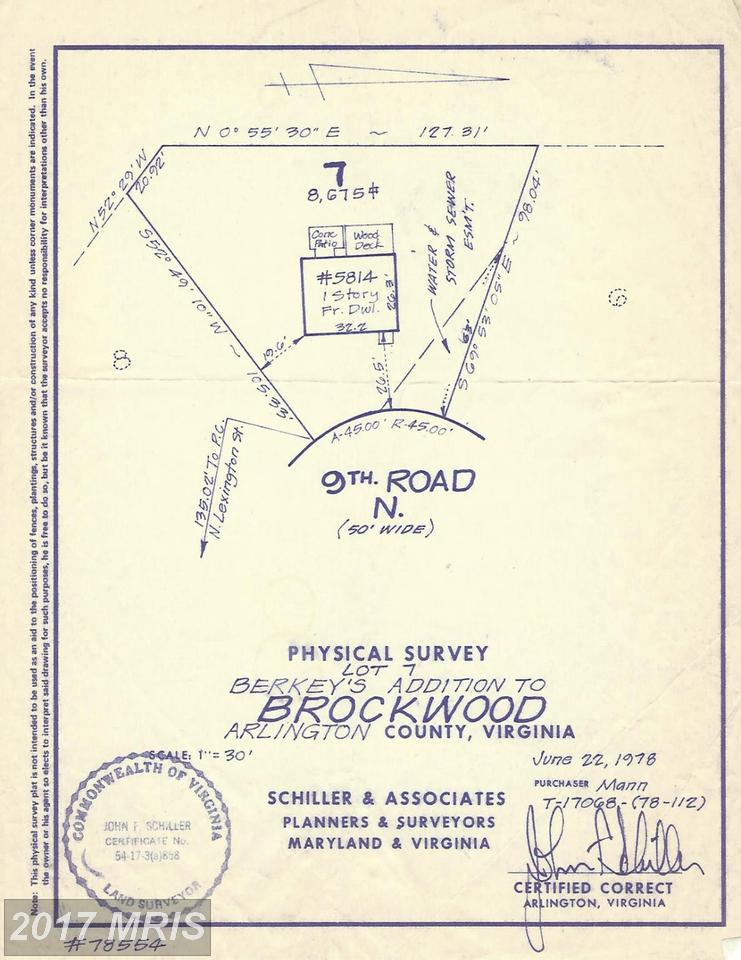 Note: This physical survey plat is not intended to be used as an aid to the positioning of fences, plantings, structures and/or construction of any kind unless corner monuments are indicated. In the event
the owner or his agent so elects to interpret said drawing for such purposes, he is free to do so, but be it known that the surveyor accepts no responsibility for interpretations other than his own.
N 0° 55' 30" E ~ 127.31'
N 52° 29' W
20.92'
7
8,675
S 52° 49' 10" W ~ 105.33'
Conc Patio
Wood Deck
#5814
1 Story
Fr. Dwl.
32.2
26.3'
WATER &
STORM SEWER
ESM'T.
S 69° 53' 05" E ~ 98.04'
63'
8
6
19.6'
26.5'
A-45.00' R-45.00'
135.02' To P.C.
N. Lexington St.
9TH. ROAD
N.
(50' WIDE)
PHYSICAL SURVEY
LOT 7
BERKEY'S ADDITION TO
BROCKWOOD
ARLINGTON COUNTY, VIRGINIA
SCALE: 1" = 30'
June 22, 1978
PURCHASER Mann
T-17068-(78-112)
SCHILLER & ASSOCIATES
PLANNERS & SURVEYORS
MARYLAND & VIRGINIA
COMMONWEALTH OF VIRGINIA
JOHN F. SCHILLER
CERTIFICATE No.
54-17-3(a)868
LAND SURVEYOR
John F. Schiller
CERTIFIED CORRECT
ARLINGTON, VIRGINIA
2017 MRIS
#78554